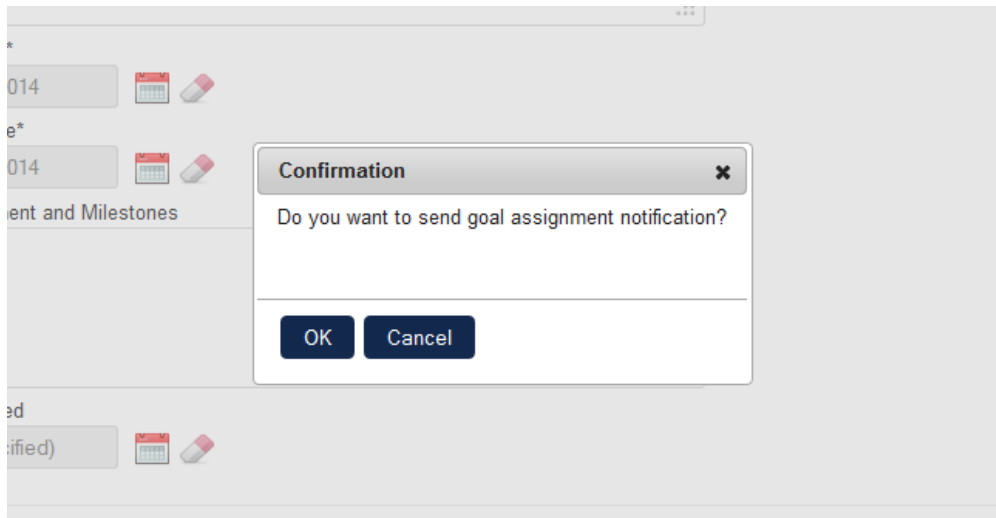 *
014
e*
014
ent and Milestones
Confirmation
Do you want to send goal assignment notification?
OK Cancel
ed
cified)